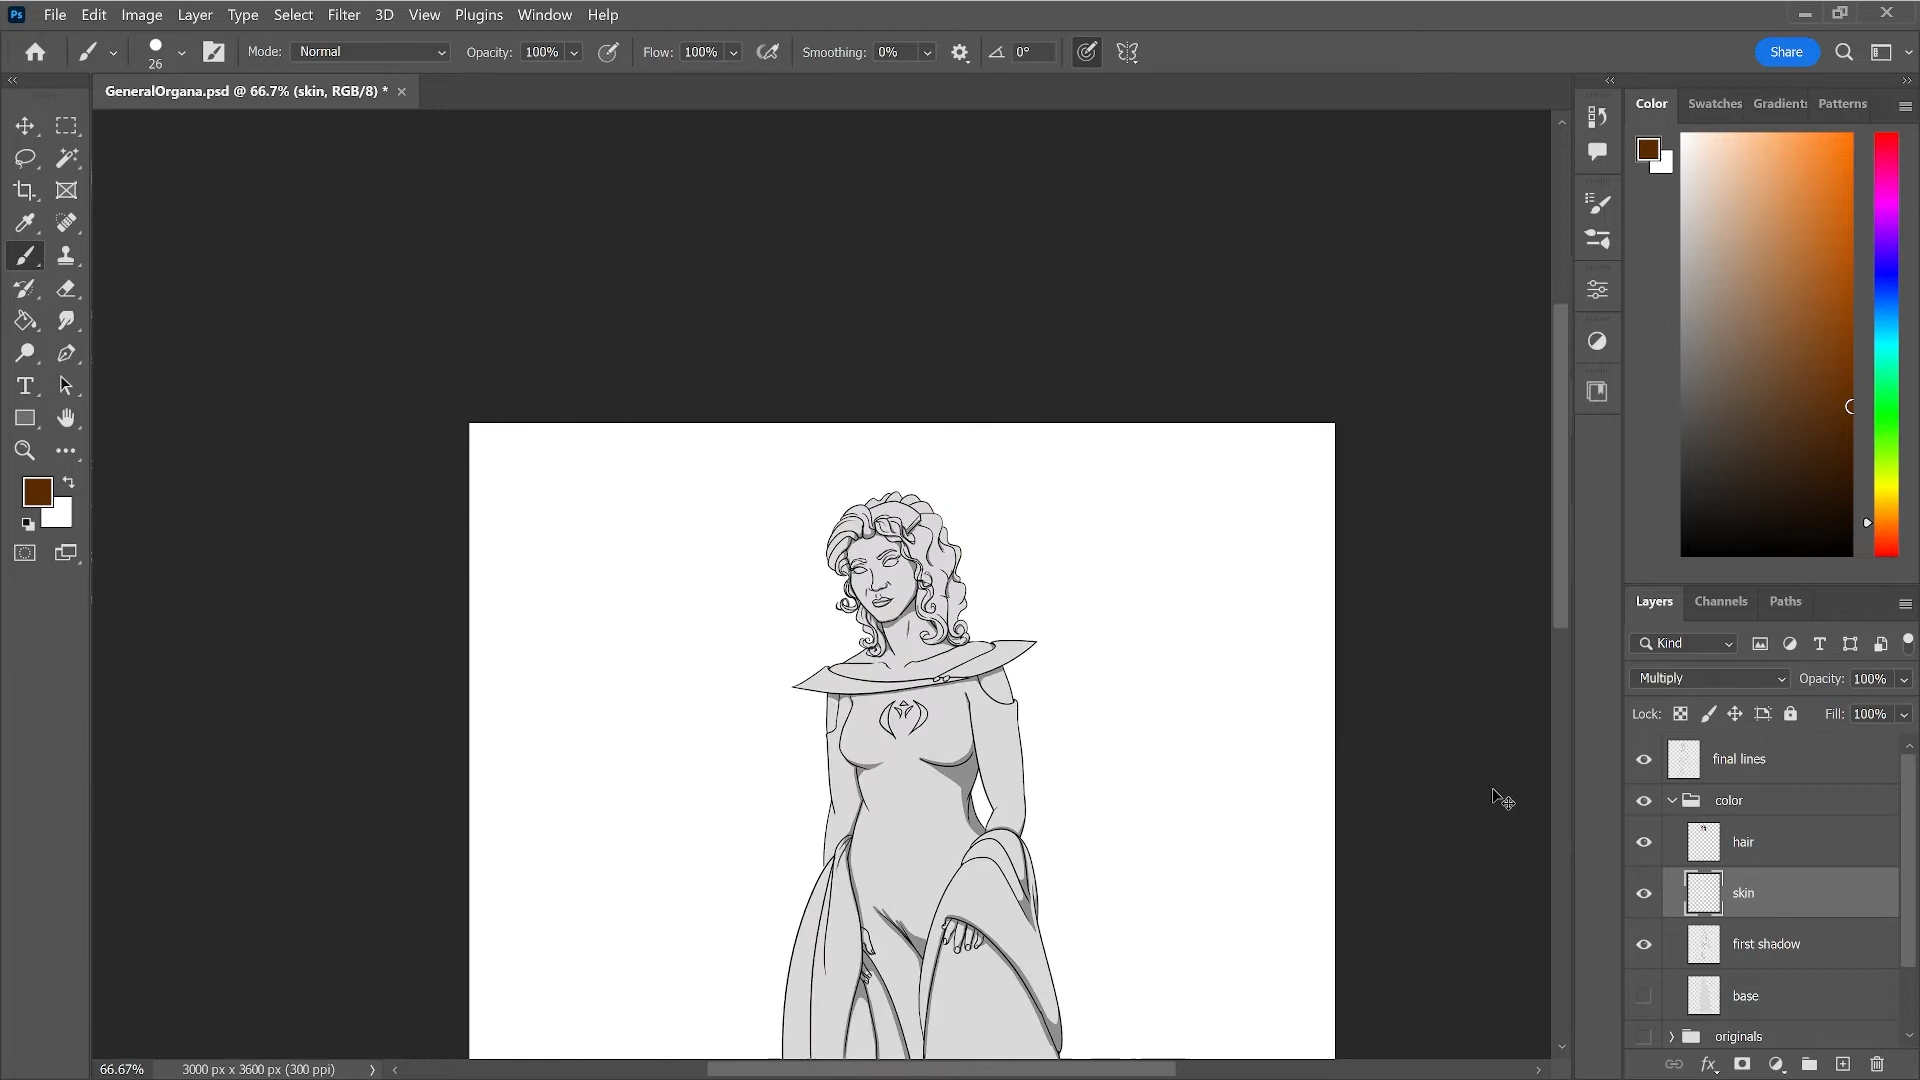 Ps File Edit Image Layer Type Select Filter 3D View Plugins Window Help
26 Mode: Normal Opacity: 100% Flow: 100% Smoothing: 0% 0° Share
GeneralOrgana.psd @ 66.7% (skin, RGB/8) *
Color Swatches Gradients Patterns
Layers Channels Paths
Kind
Multiply Opacity: 100%
Lock: Fill: 100%
final lines
color
hair
skin
first shadow
base
originals
66.67% 3000 px x 3600 px (300 ppi)